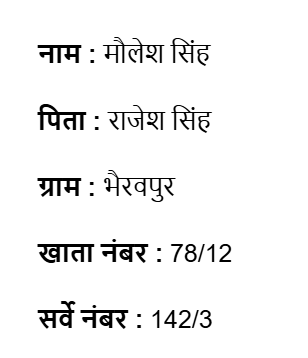 नाम : मौलेश सिंह
पिता : राजेश सिंह
ग्राम : भैरवपुर
खाता नंबर : 78/12
सर्वे नंबर : 142/3